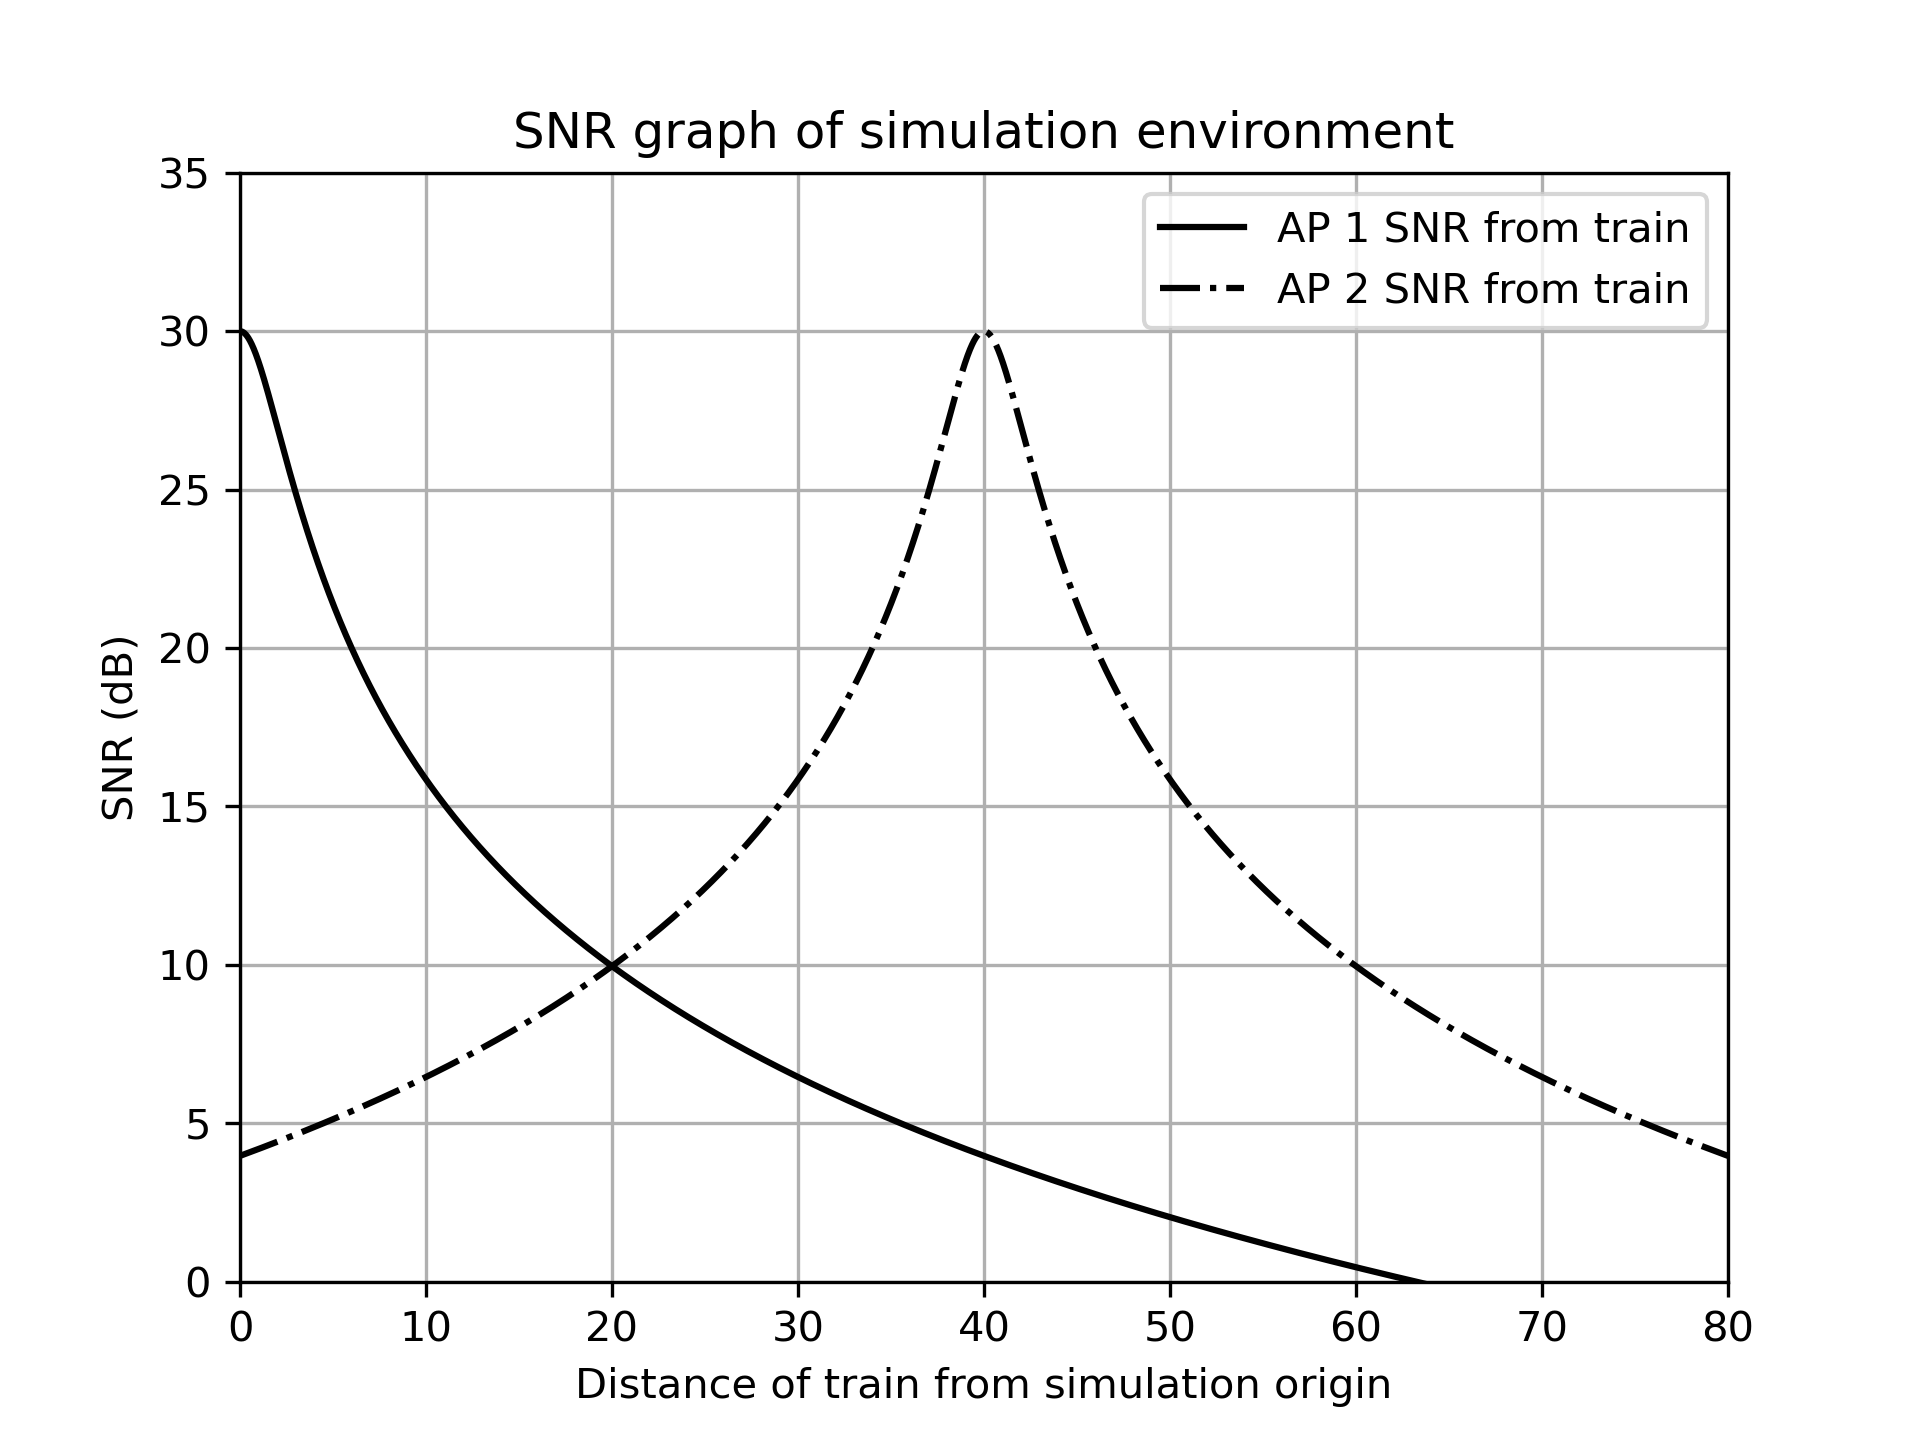 SNR graph of simulation environment
35
30
25
20
15
10
5
0
SNR (dB)
AP 1 SNR from train
AP 2 SNR from train
0 10 20 30 40 50 60 70 80
Distance of train from simulation origin